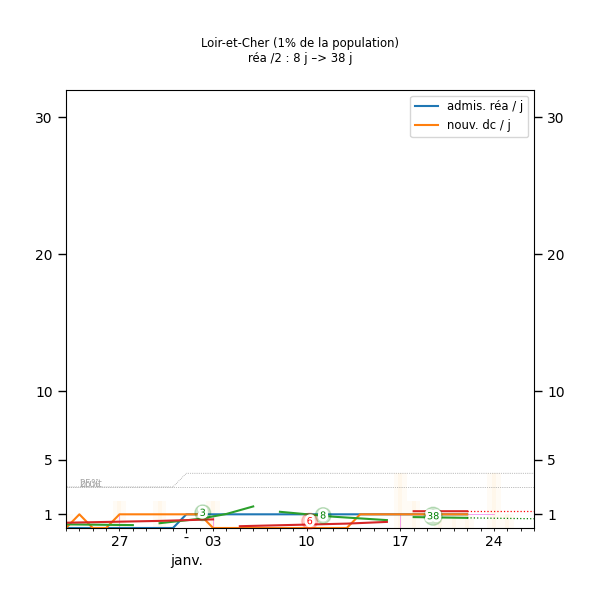 Loir-et-Cher (1% de la population)
réa /2 : 8 j –> 38 j
admis. réa / j
nouv. dc / j
30 30
20 20
10 10
5 5
1 1
3 6 8 38
27 - 03 10 17 24
janv.